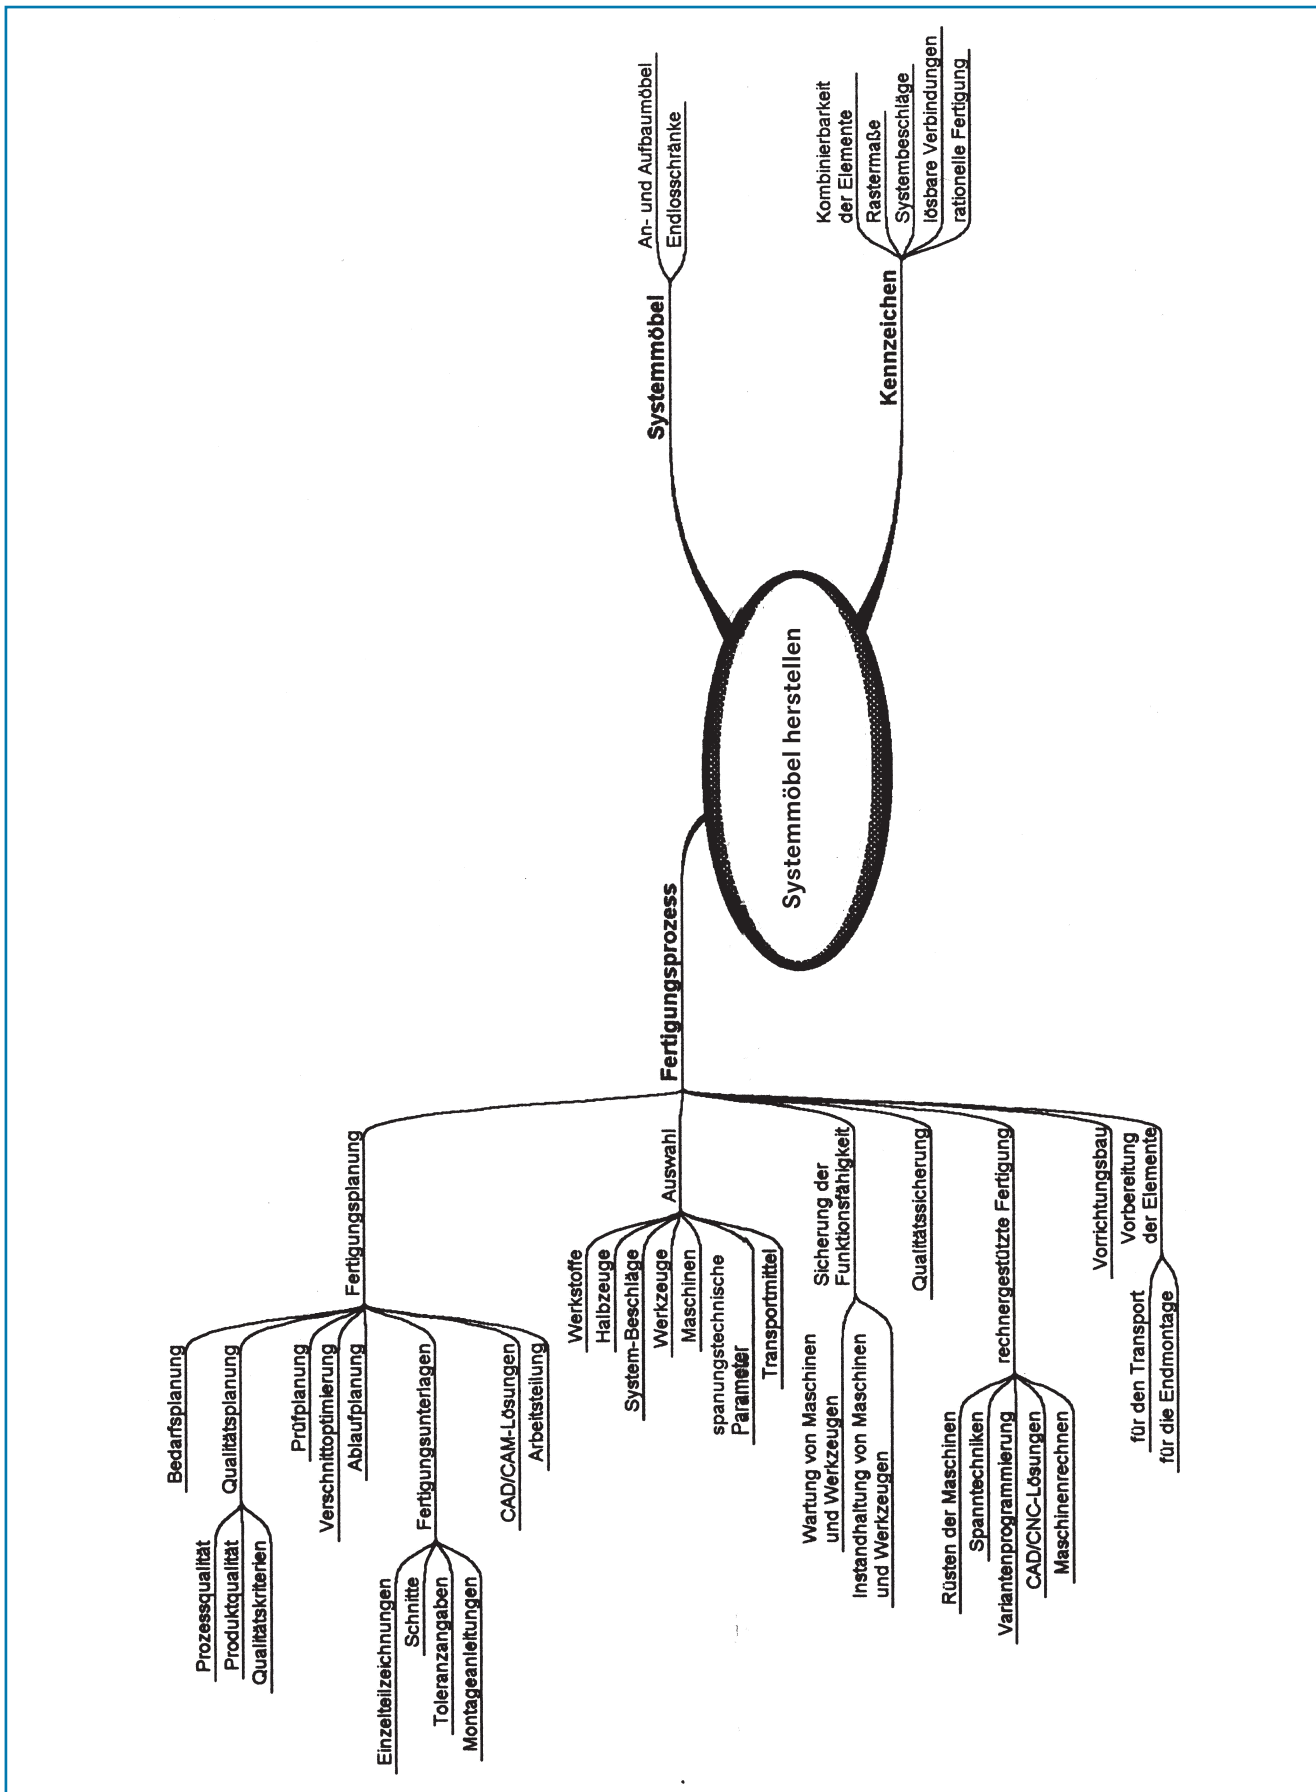 Systemmöbel herstellen
Systemmöbel
An- und Aufbaumöbel
Endlosschränke
Kennzeichen
Kombinierbarkeit
der Elemente
Rastermaße
Systembeschläge
lösbare Verbindungen
rationelle Fertigung
Fertigungsprozess
Fertigungsplanung
Bedarfsplanung
Qualitätsplanung
Prozessqualität
Produktqualität
Qualitätskriterien
Prüfplanung
Verschnittoptimierung
Ablaufplanung
Fertigungsunterlagen
Einzelteilzeichnungen
Schnitte
Toleranzangaben
Montageanleitungen
CAD/CAM-Lösungen
Arbeitsteilung
Auswahl
Werkstoffe
Halbzeuge
System-Beschläge
Werkzeuge
Maschinen
spanungstechnische
Parameter
Transportmittel
Sicherung der
Funktionsfähigkeit
Wartung von Maschinen
und Werkzeugen
Instandhaltung von Maschinen
und Werkzeugen
Qualitätssicherung
rechnergestützte Fertigung
Rüsten der Maschinen
Spanntechniken
Variantenprogrammierung
CAD/CNC-Lösungen
Maschinenrechnen
Vorrichtungsbau
Vorbereitung
der Elemente
für den Transport
für die Endmontage